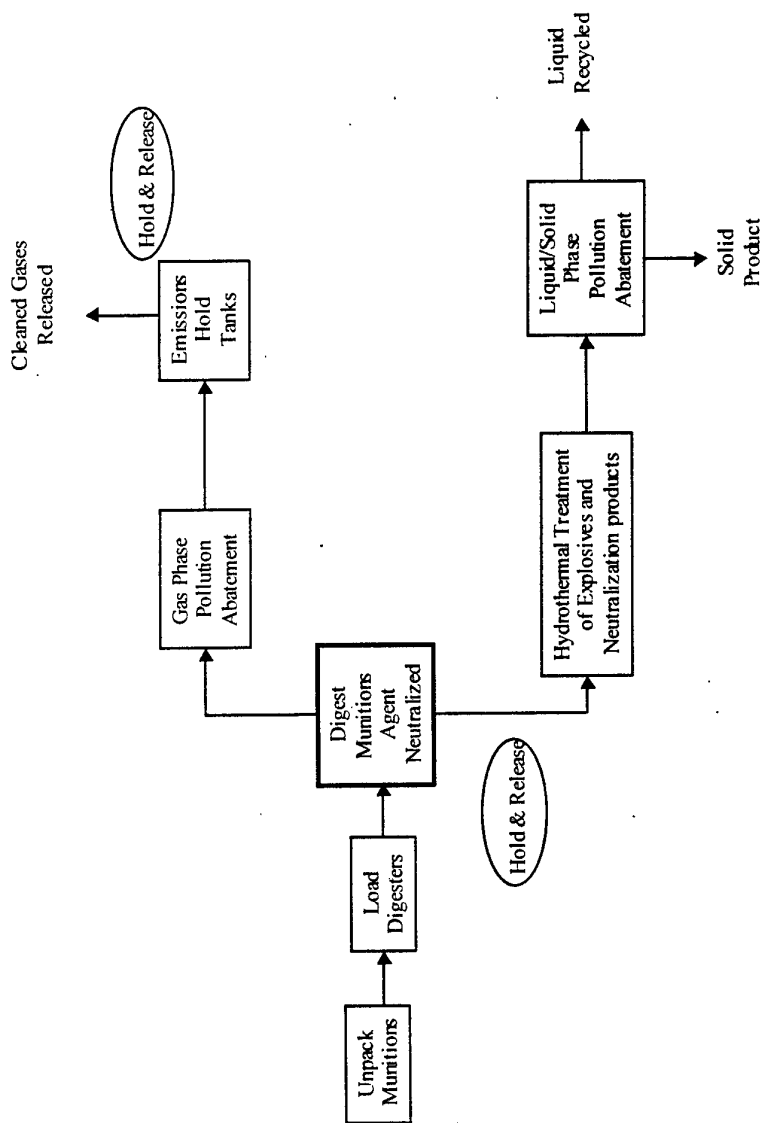 Unpack
Munitions
Load
Digesters
Digest
Munitions
Agent
Neutralized
Hold & Release
Gas Phase
Pollution
Abatement
Emissions
Hold
Tanks
Hold & Release
Cleaned Gases
Released
Hydrothermal Treatment
of Explosives and
Neutralization products
Liquid/Solid
Phase
Pollution
Abatement
Liquid
Recycled
Solid
Product